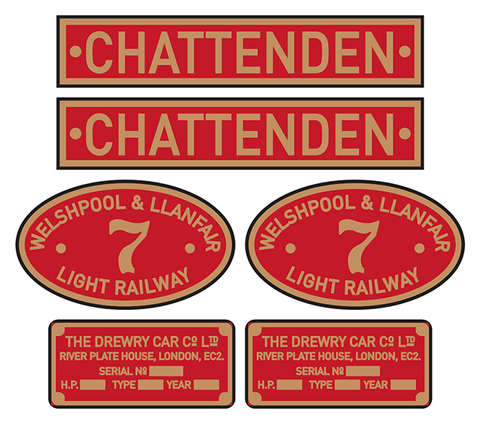 ·CHATTENDEN·
·CHATTENDEN·
WELSHPOOL & LLANFAIR
7
LIGHT RAILWAY
WELSHPOOL & LLANFAIR
7
LIGHT RAILWAY
THE DREWRY CAR Cº LTD
RIVER PLATE HOUSE, LONDON, EC2.
SERIAL Nº
H.P. TYPE YEAR
THE DREWRY CAR Cº LTD
RIVER PLATE HOUSE, LONDON, EC2.
SERIAL Nº
H.P. TYPE YEAR